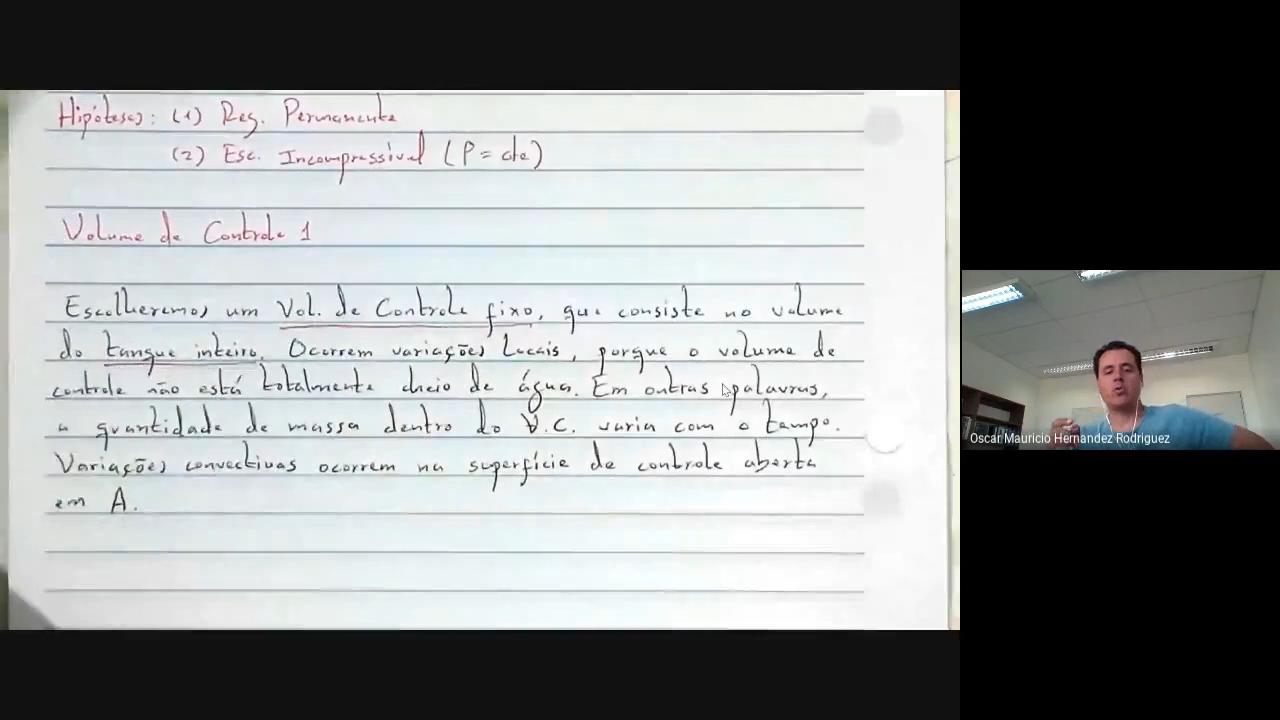 Hipóteses: (1) Reg. Permanente
(2) Esc. Incompressível (ρ = cte)
Volume de Controle 1
Escolheremos um Vol. de Controle fixo, que consiste no volume
do tanque inteiro. Ocorrem variações locais, porque o volume de
controle não está totalmente cheio de água. Em outras palavras,
a quantidade de massa dentro do V.C. varia com o tempo.
Variações convectivas ocorrem na superfície de controle aberta
em A.
Oscar Mauricio Hernandez Rodriguez